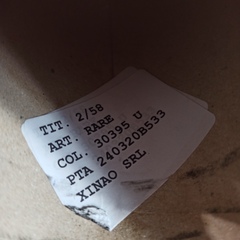 TIT. 2/58
ART. RARE
COL. 30395 U
PTA 240320B533
XINAO SRL